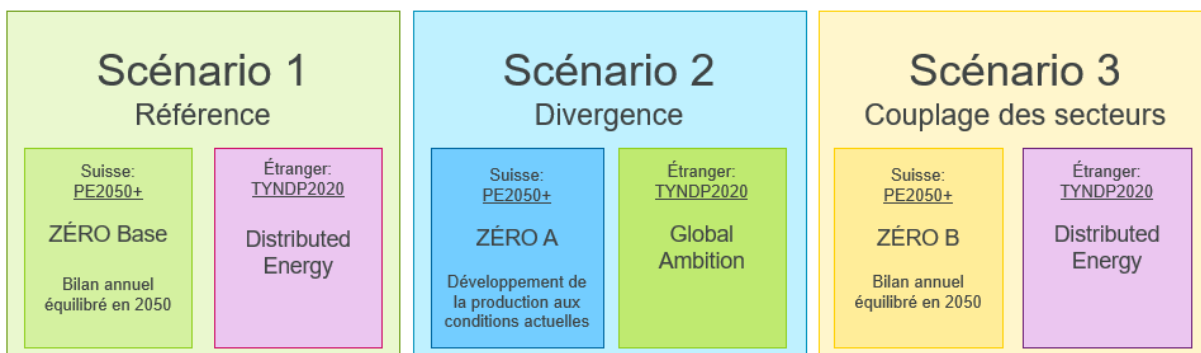 Scénario 1
Référence
Suisse:
PE2050+
ZÉRO Base
Bilan annuel
équilibré en 2050
Étranger:
TYNDP2020
Distributed
Energy
Scénario 2
Divergence
Suisse:
PE2050+
ZÉRO A
Développement de
la production aux
conditions actuelles
Étranger:
TYNDP2020
Global
Ambition
Scénario 3
Couplage des secteurs
Suisse:
PE2050+
ZÉRO B
Bilan annuel
équilibré en 2050
Étranger:
TYNDP2020
Distributed
Energy